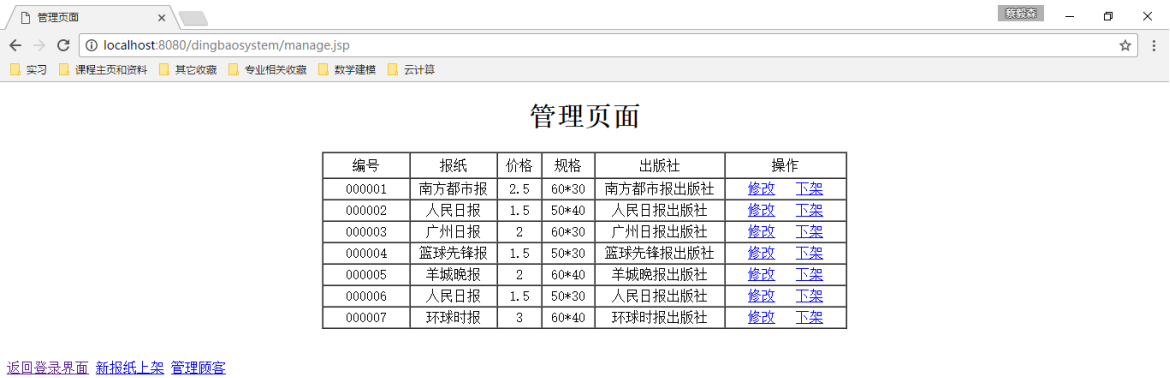 管理页面
蔡毅森
localhost:8080/dingbaosystem/manage.jsp
实习 课程主页和资料 其它收藏 专业相关收藏 数学建模 云计算
管理页面
编号 报纸 价格 规格 出版社 操作
000001 南方都市报 2.5 60*30 南方都市报出版社 修改 下架
000002 人民日报 1.5 50*40 人民日报出版社 修改 下架
000003 广州日报 2 60*30 广州日报出版社 修改 下架
000004 篮球先锋报 1.5 50*30 篮球先锋报出版社 修改 下架
000005 羊城晚报 2 60*40 羊城晚报出版社 修改 下架
000006 人民日报 1.5 50*30 人民日报出版社 修改 下架
000007 环球时报 3 60*40 环球时报出版社 修改 下架
返回登录界面 新报纸上架 管理顾客